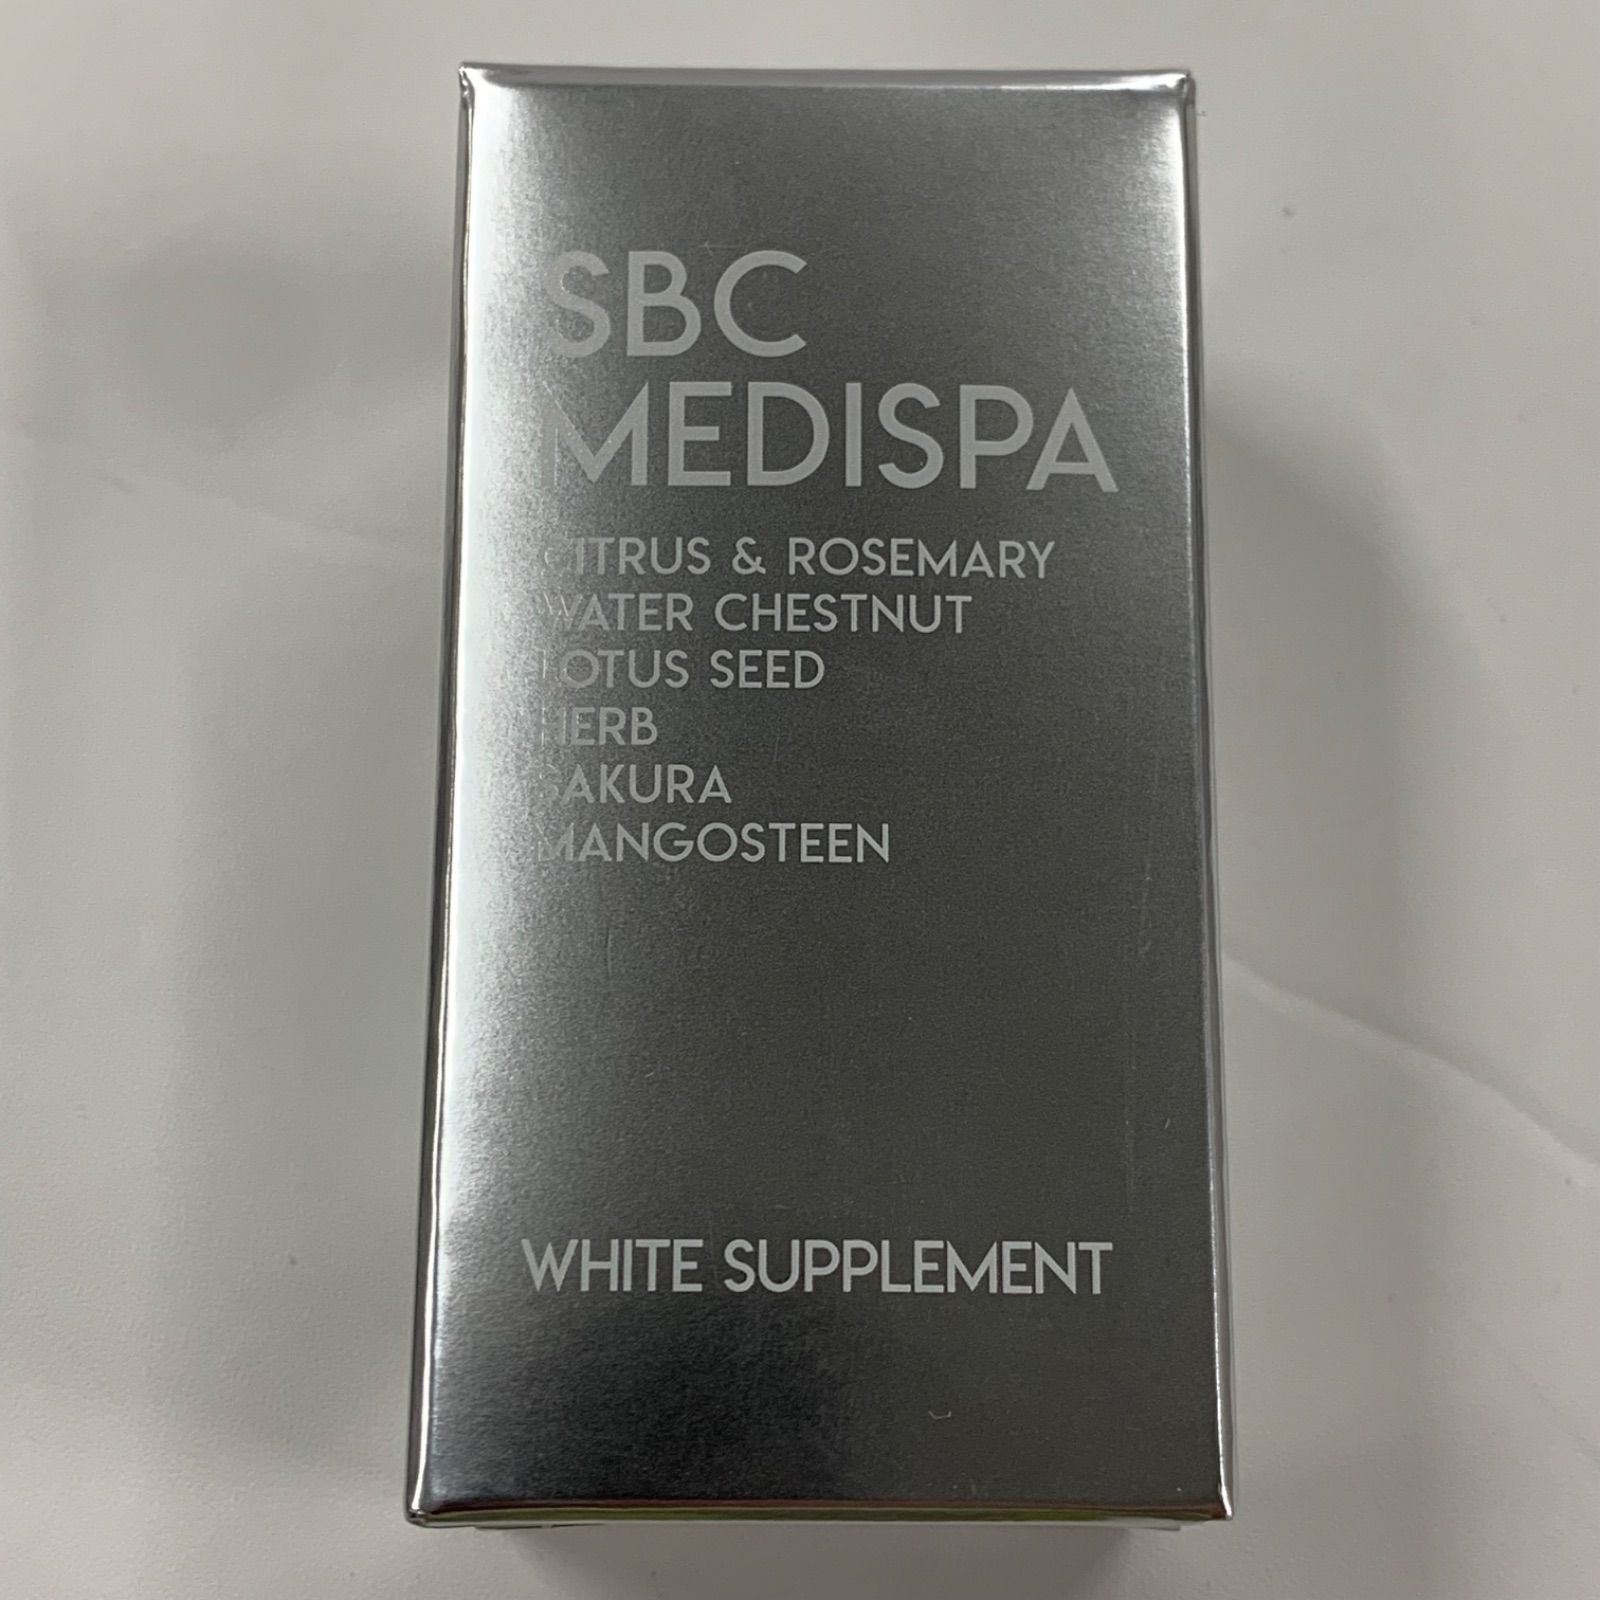 SBC
MEDISPA
CITRUS & ROSEMARY
WATER CHESTNUT
LOTUS SEED
HERB
SAKURA
MANGOSTEEN
WHITE SUPPLEMENT